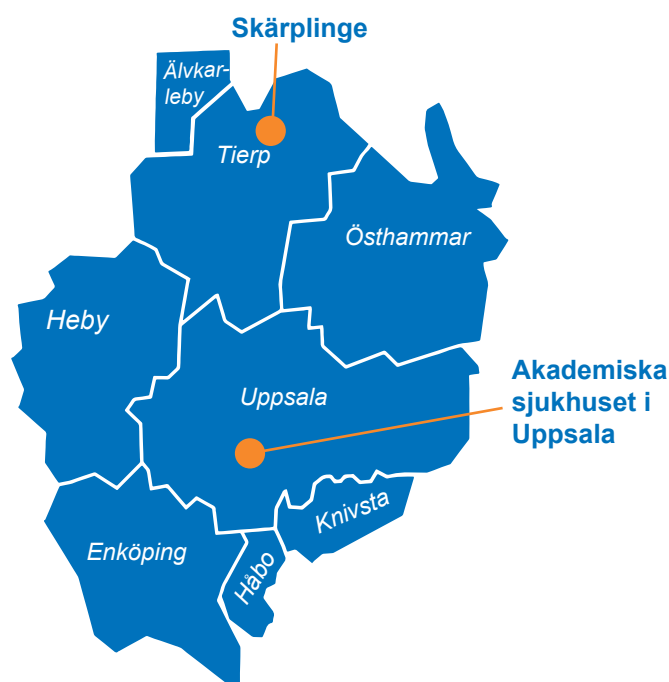 Skärplinge
Älvkar-
leby
Tierp
Östhammar
Heby
Akademiska
sjukhuset i
Uppsala
Uppsala
Knivsta
Enköping
Håbo